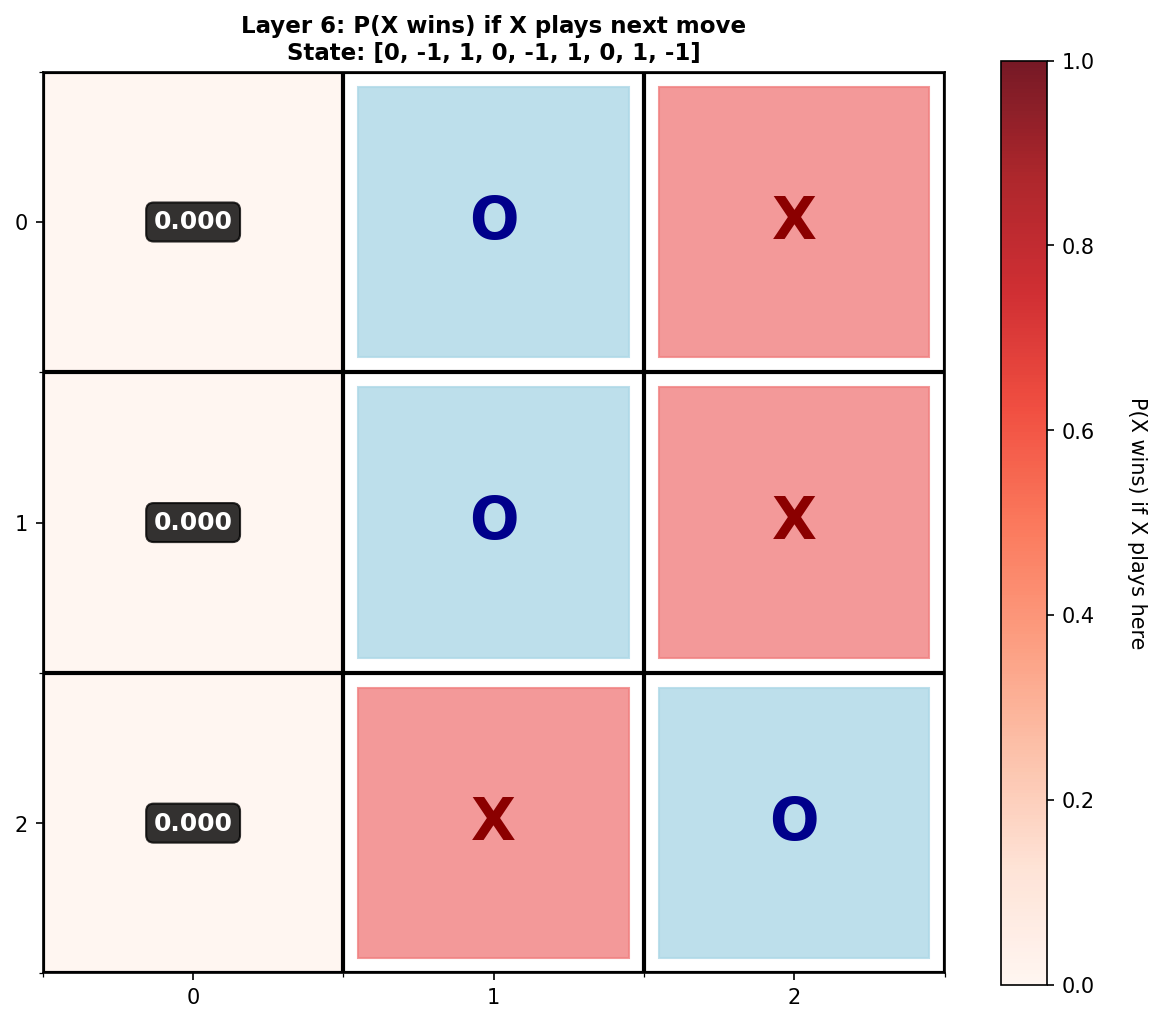 Layer 6: P(X wins) if X plays next move
State: [0, -1, 1, 0, -1, 1, 0, 1, -1]
1.0
0.8
0.6
0.4
0.2
0.0
P(X wins) if X plays here
0
0.000
O
X
1
0.000
O
X
2
0.000
X
O
0
1
2